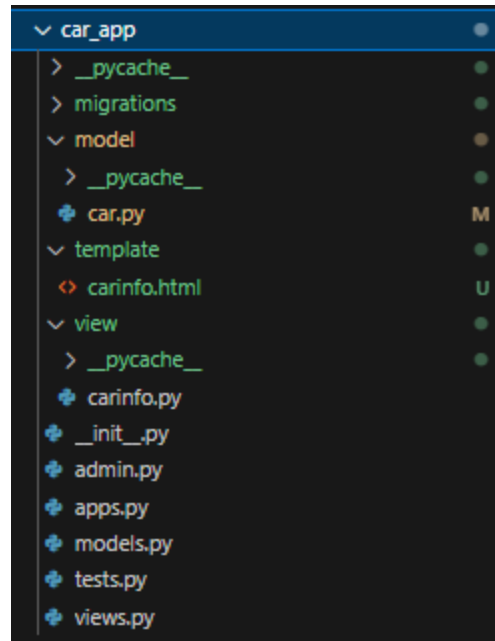 car_app
__pycache__
migrations
model
__pycache__
car.py M
template
carinfo.html U
view
__pycache__
carinfo.py
__init__.py
admin.py
apps.py
models.py
tests.py
views.py